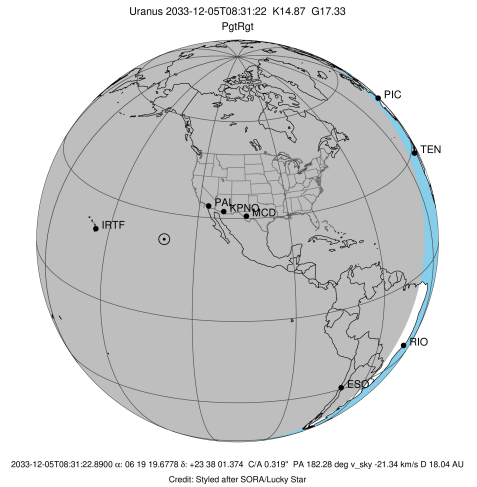 Uranus 2033-12-05T08:31:22 K14.87 G17.33
PgtRgt
PIC
TEN
PAL
KPNO
MCD
IRTF
RIO
ESO
2033-12-05T08:31:22.8900 α: 06 19 19.6778 δ: +23 38 01.374 C/A 0.319" PA 182.28 deg v_sky -21.34 km/s D 18.04 AU
Credit: Styled after SORA/Lucky Star